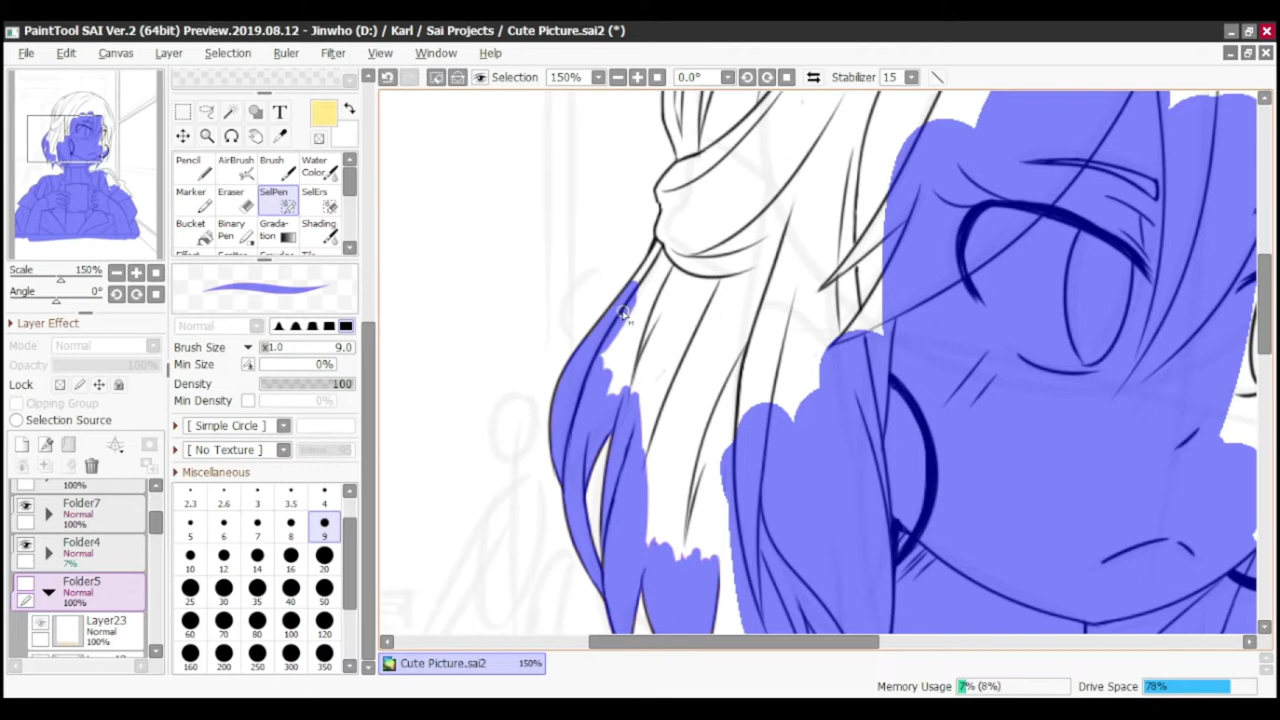 PaintTool SAI Ver.2 (64bit) Preview.2019.08.12 - Jinwho (D:) / Karl / Sai Projects / Cute Picture.sai2 (*)
File Edit Canvas Layer Selection Ruler Filter View Window Help
Selection 150% 0.0° Stabilizer 15
T
Pencil AirBrush Brush Water Color
Marker Eraser SelPen SelErs
Bucket Binary Pen Grada-tion Shading
Scale 150%
Angle 0°
Layer Effect
Mode Normal
Opacity 100%
Lock
Clipping Group
Selection Source
100%
Folder7
Normal
100%
Folder4
Normal
7%
Folder5
Normal
100%
Layer23
Normal
100%
Normal
Brush Size x1.0 9.0
Min Size 0%
Density 100
Min Density 0%
[ Simple Circle ]
[ No Texture ]
Miscellaneous
2.3 2.6 3 3.5 4
5 6 7 8 9
10 12 14 16 20
25 30 35 40 50
60 70 80 100 120
160 200 250 300 350
Cute Picture.sai2 150%
Memory Usage 7% (8%) Drive Space 78%